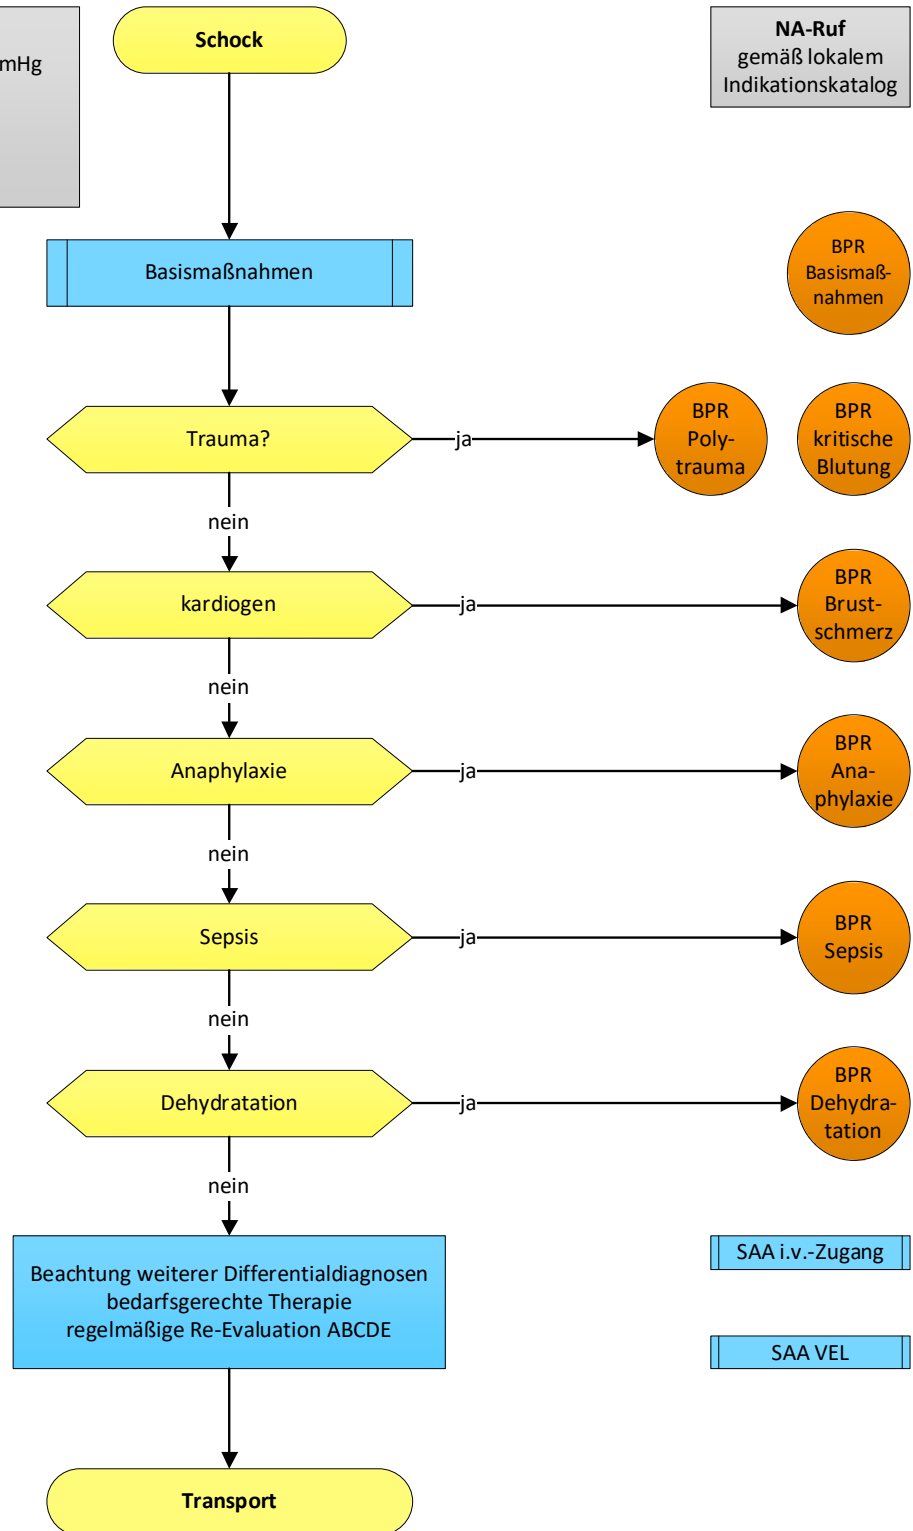 mmHg
Schock
NA-Ruf
gemäß lokalem
Indikationskatalog
Basismaßnahmen
BPR
Basismaß-
nahmen
Trauma?
ja
BPR
Poly-
trauma
BPR
kritische
Blutung
nein
kardiogen
ja
BPR
Brust-
schmerz
nein
Anaphylaxie
ja
BPR
Ana-
phylaxie
nein
Sepsis
ja
BPR
Sepsis
nein
Dehydratation
ja
BPR
Dehydra-
tation
nein
Beachtung weiterer Differentialdiagnosen
bedarfsgerechte Therapie
regelmäßige Re-Evaluation ABCDE
SAA i.v.-Zugang
SAA VEL
Transport